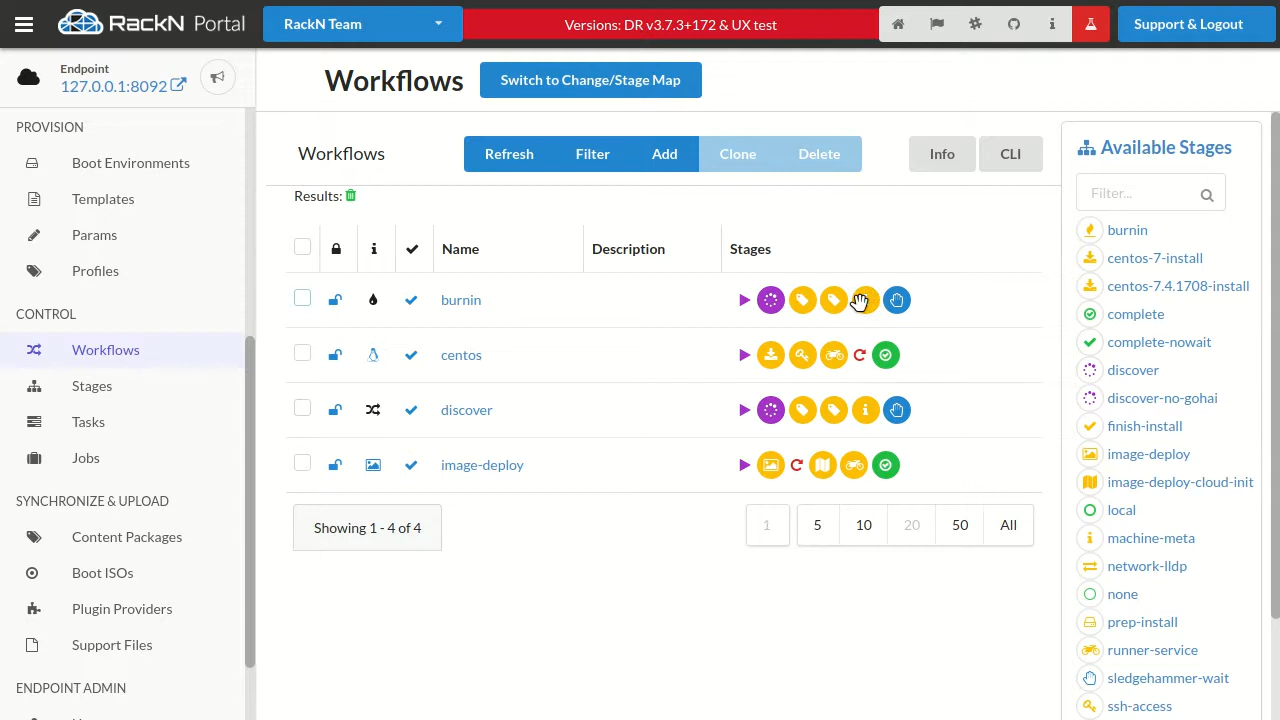 RackN Portal
RackN Team
Versions: DR v3.7.3+172 & UX test
Support & Logout
Endpoint
127.0.0.1:8092
PROVISION
Boot Environments
Templates
Params
Profiles
CONTROL
Workflows
Stages
Tasks
Jobs
SYNCHRONIZE & UPLOAD
Content Packages
Boot ISOs
Plugin Providers
Support Files
ENDPOINT ADMIN
Workflows
Switch to Change/Stage Map
Workflows
Refresh
Filter
Add
Clone
Delete
Info
CLI
Results:
Name
Description
Stages
burnin
centos
discover
image-deploy
Showing 1 - 4 of 4
1
5
10
20
50
All
Available Stages
Filter...
burnin
centos-7-install
centos-7.4.1708-install
complete
complete-nowait
discover
discover-no-gohai
finish-install
image-deploy
image-deploy-cloud-init
local
machine-meta
network-lldp
none
prep-install
runner-service
sledgehammer-wait
ssh-access